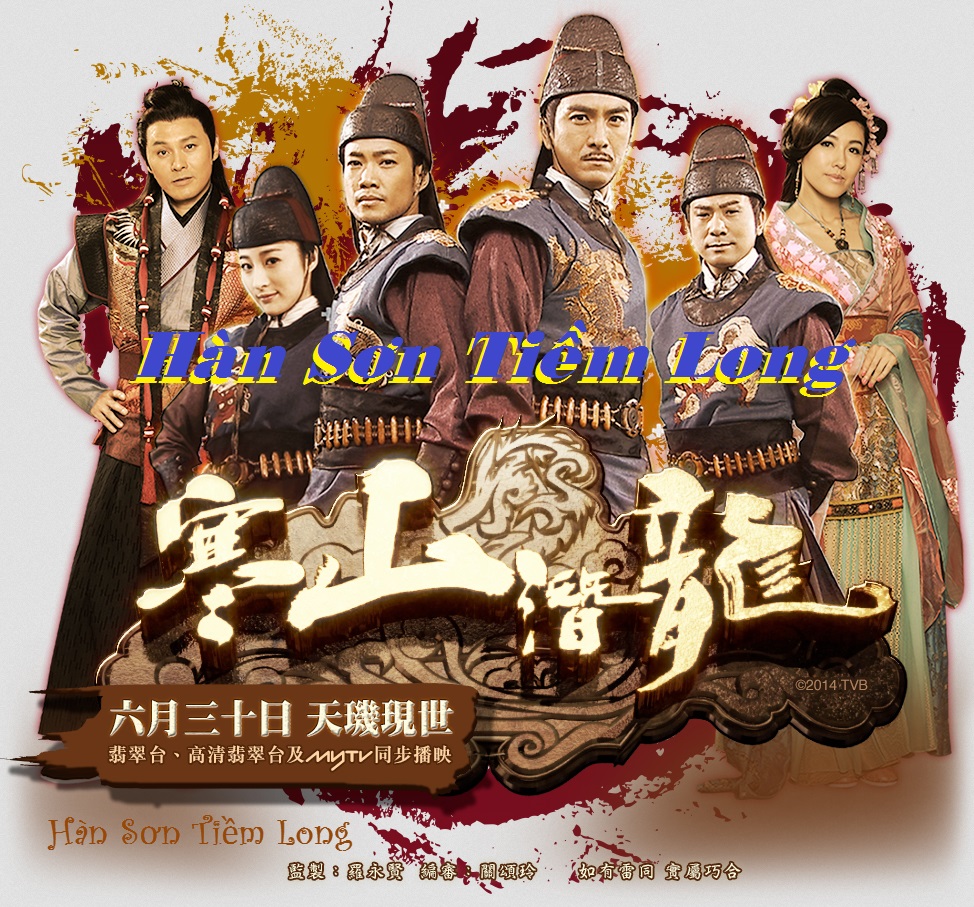 Hàn Sơn Tiềm Long
寒山潛龍
©2014 TVB
六月三十日 天璣現世
翡翠台、高清翡翠台及myTV同步播映
Hàn Sơn Tiềm Long
監製：羅永賢 編審：關頌玲 如有雷同 實屬巧合